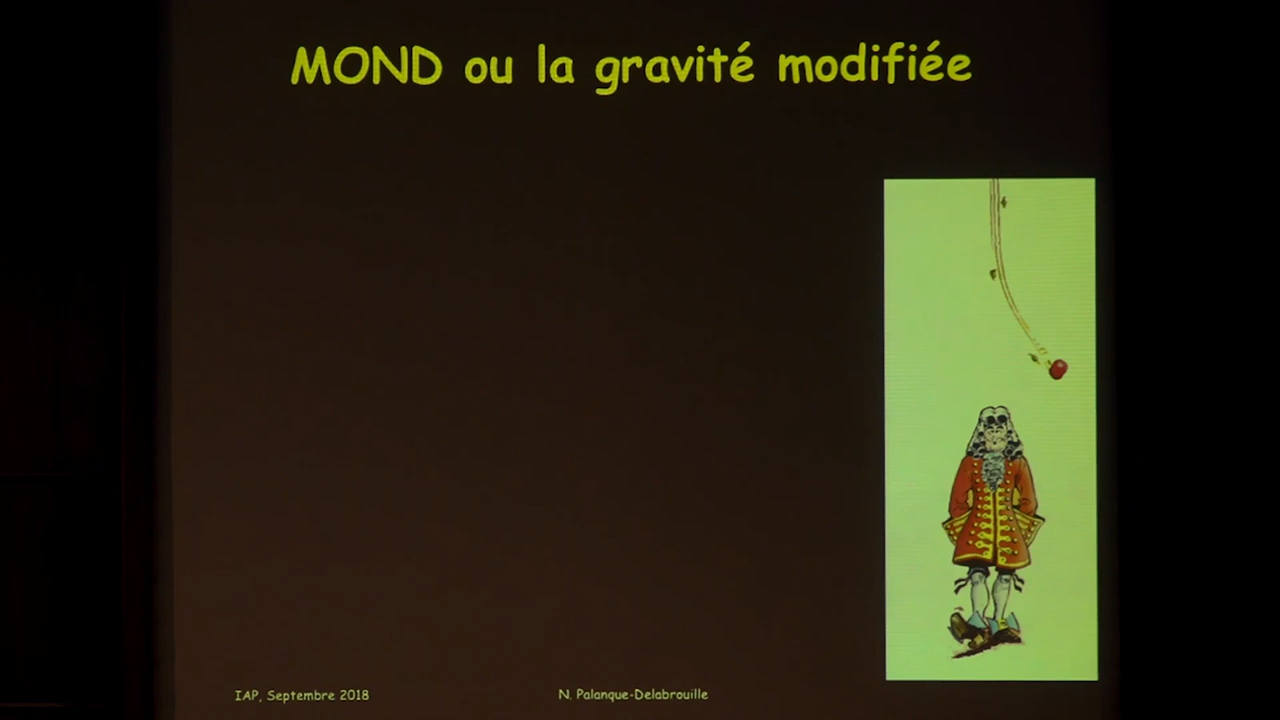 MOND ou la gravité modifiée
IAP, Septembre 2018
N. Palanque-Delabrouille